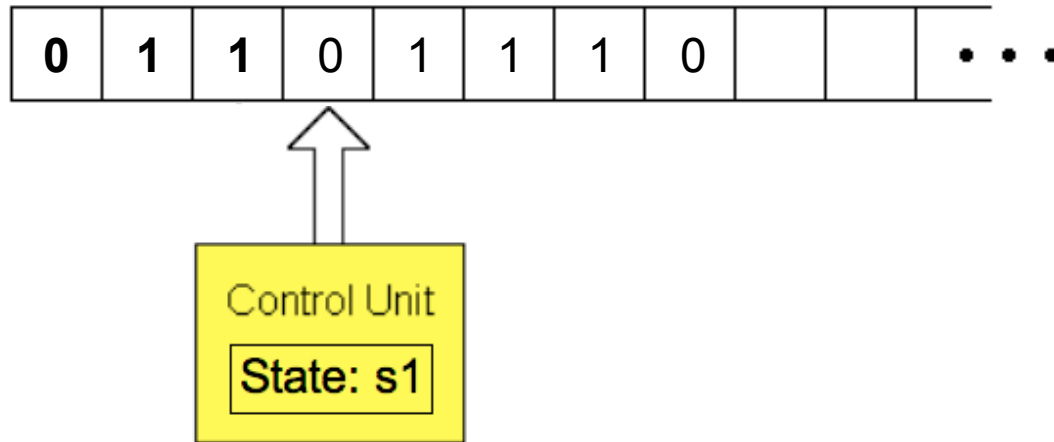 0 1 1 0 1 1 1 0 • • •
Control Unit
State: s1